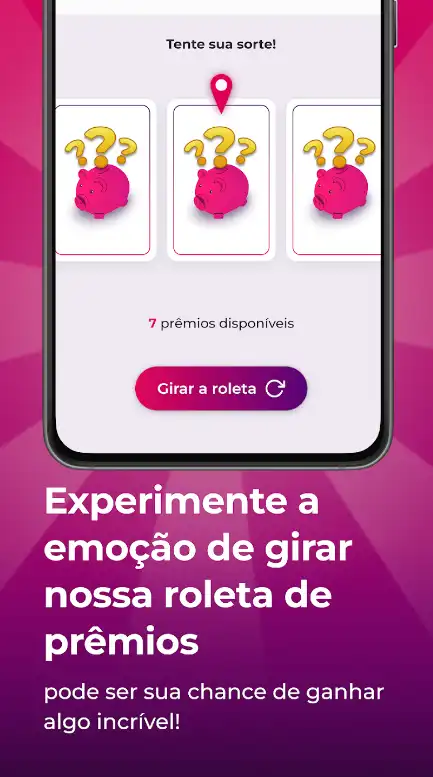 Tente sua sorte!
? ? ?
? ? ?
? ? ?
7 prêmios disponíveis
Girar a roleta
Experimente a
emoção de girar
nossa roleta de
prêmios
pode ser sua chance de ganhar
algo incrível!